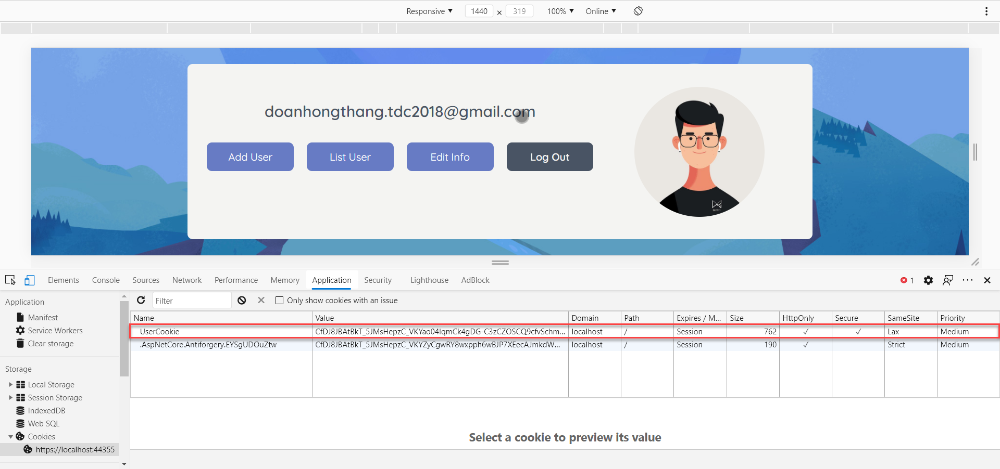 Responsive ▼ 1440 × 319 100% ▼ Online ▼
doanhongthang.tdc2018@gmail.com
Add User List User Edit Info Log Out
Elements Console Sources Network Performance Memory Application Security Lighthouse AdBlock 1
Application
Manifest
Service Workers
Clear storage
Storage
Local Storage
Session Storage
IndexedDB
Web SQL
Cookies
https://localhost:44355
Filter Only show cookies with an issue
Name Value Domain Path Expires / M... Size HttpOnly Secure SameSite Priority
UserCookie CfDJ8JBAtBkT_5JMsHepzC_VKYao04lqmCk4gDG-C3zCZOSCQ9cfvSchm... localhost / Session 762 ✓ ✓ Lax Medium
.AspNetCore.Antiforgery.EYSgUDOuZtw CfDJ8JBAtBkT_5JMsHepzC_VKYZyCgwRY8wxpph6wBJP7XEecAJmkdW... localhost / Session 190 ✓ Strict Medium
Select a cookie to preview its value